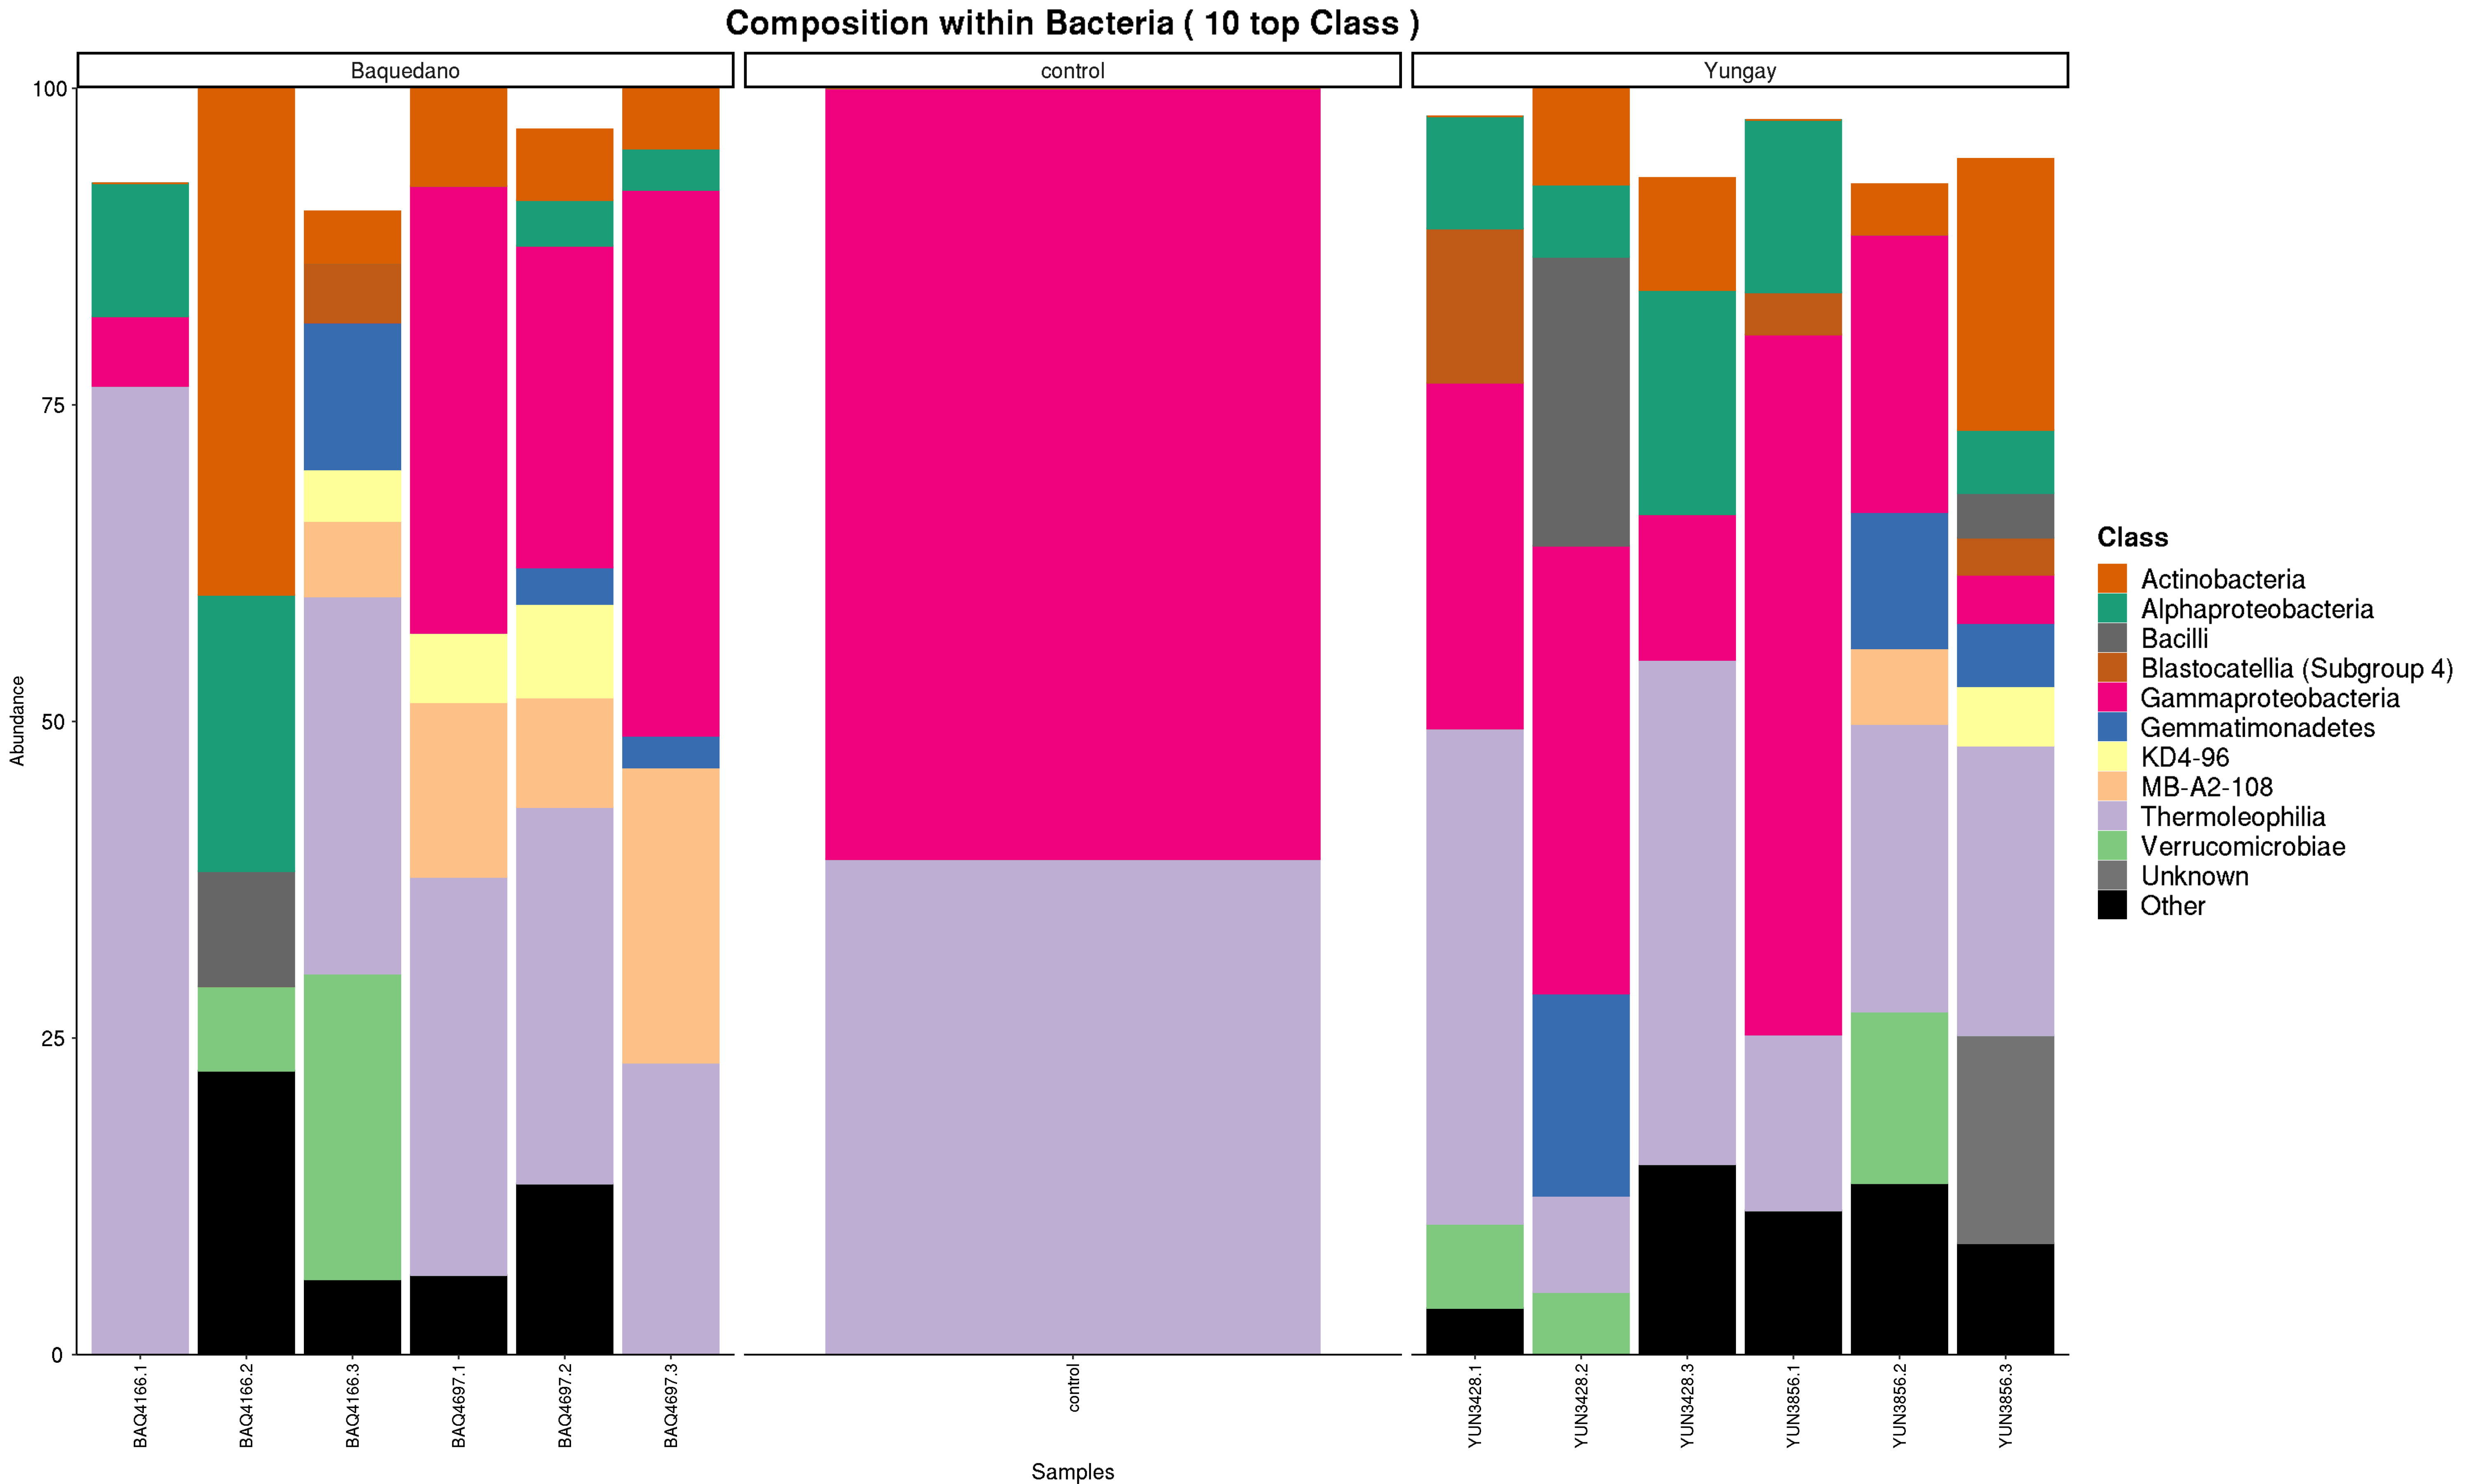 Composition within Bacteria ( 10 top Class )
Baquedano
control
Yungay
100
75
50
25
0
Abundance
BAQ4166.1
BAQ4166.2
BAQ4166.3
BAQ4697.1
BAQ4697.2
BAQ4697.3
control
YUN3428.1
YUN3428.2
YUN3428.3
YUN3856.1
YUN3856.2
YUN3856.3
Samples
Class
Actinobacteria
Alphaproteobacteria
Bacilli
Blastocatellia (Subgroup 4)
Gammaproteobacteria
Gemmatimonadetes
KD4-96
MB-A2-108
Thermoleophilia
Verrucomicrobiae
Unknown
Other